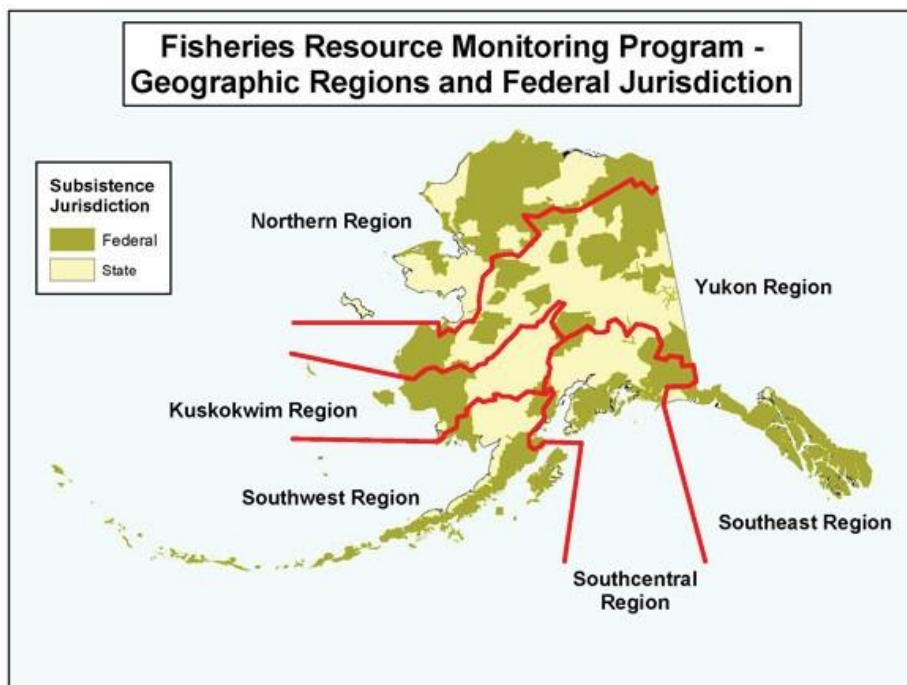 Fisheries Resource Monitoring Program -
Geographic Regions and Federal Jurisdiction
Subsistence
Jurisdiction
Federal
State
Northern Region
Yukon Region
Kuskokwim Region
Southwest Region
Southeast Region
Southcentral
Region